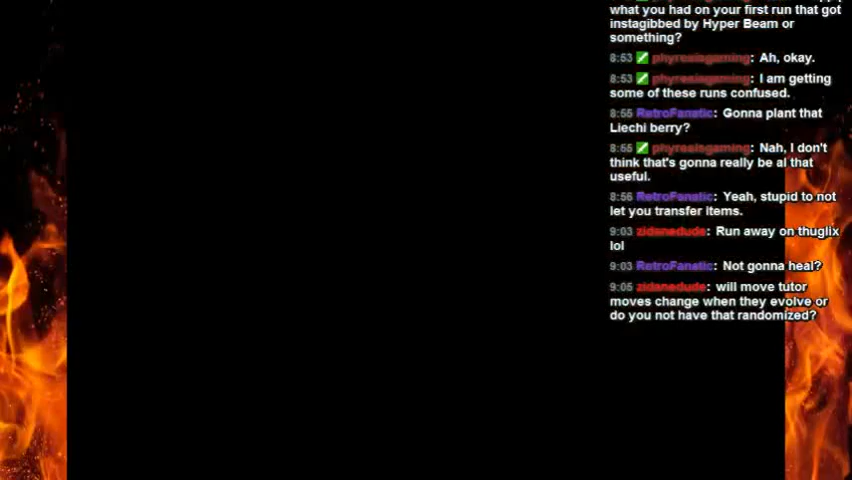 what you had on your first run that got
instagibbed by Hyper Beam or
something?
8:53 phyrexisgaming: Ah, okay.
8:53 phyrexisgaming: I am getting
some of these runs confused.
8:55 RetroFanatic: Gonna plant that
Liechi berry?
8:55 phyrexisgaming: Nah, I don't
think that's gonna really be al that
useful.
8:56 RetroFanatic: Yeah, stupid to not
let you transfer items.
9:03 zidanedude: Run away on thuglix
lol
9:03 RetroFanatic: Not gonna heal?
9:05 zidanedude: will move tutor
moves change when they evolve or
do you not have that randomized?